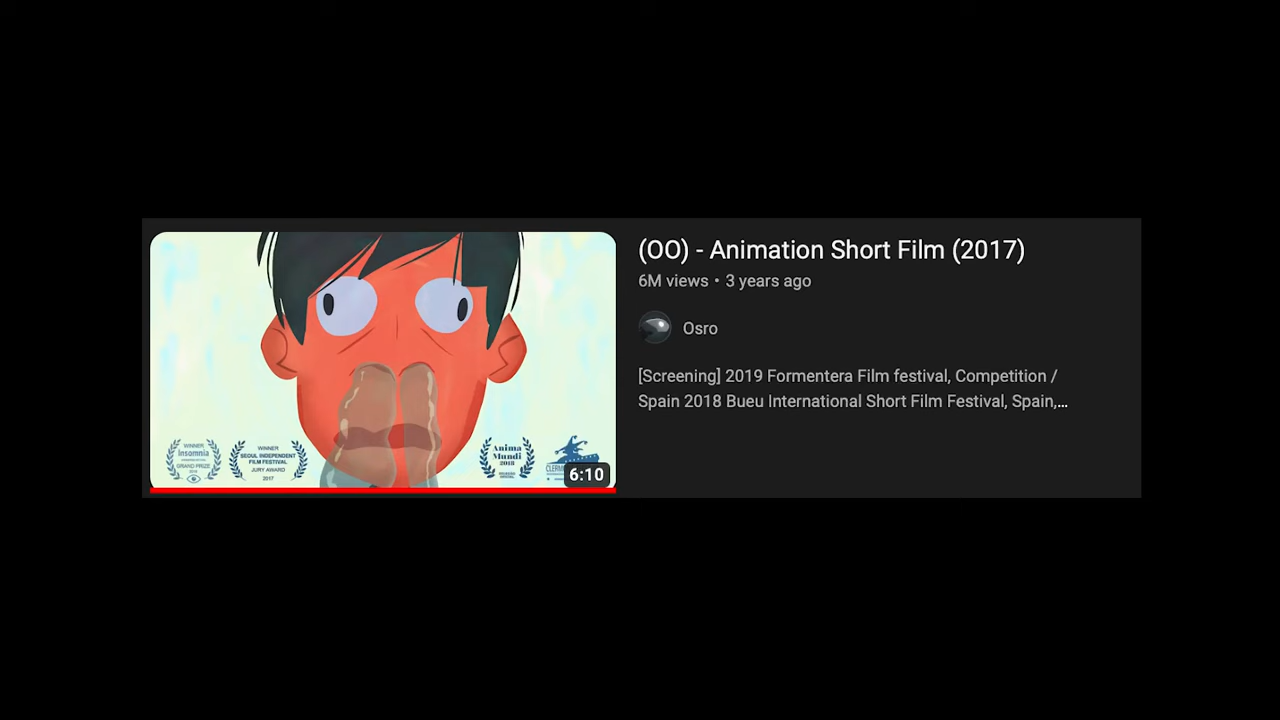 (OO) - Animation Short Film (2017)
6M views • 3 years ago
Osro
[Screening] 2019 Formentera Film festival, Competition /
Spain 2018 Bueu International Short Film Festival, Spain,...
WINNER
Insomnia
GRAND PRIZE
WINNER
SEOUL INDEPENDENT
FILM FESTIVAL
JURY AWARD
2017
Anima
Mundi
2018
6:10